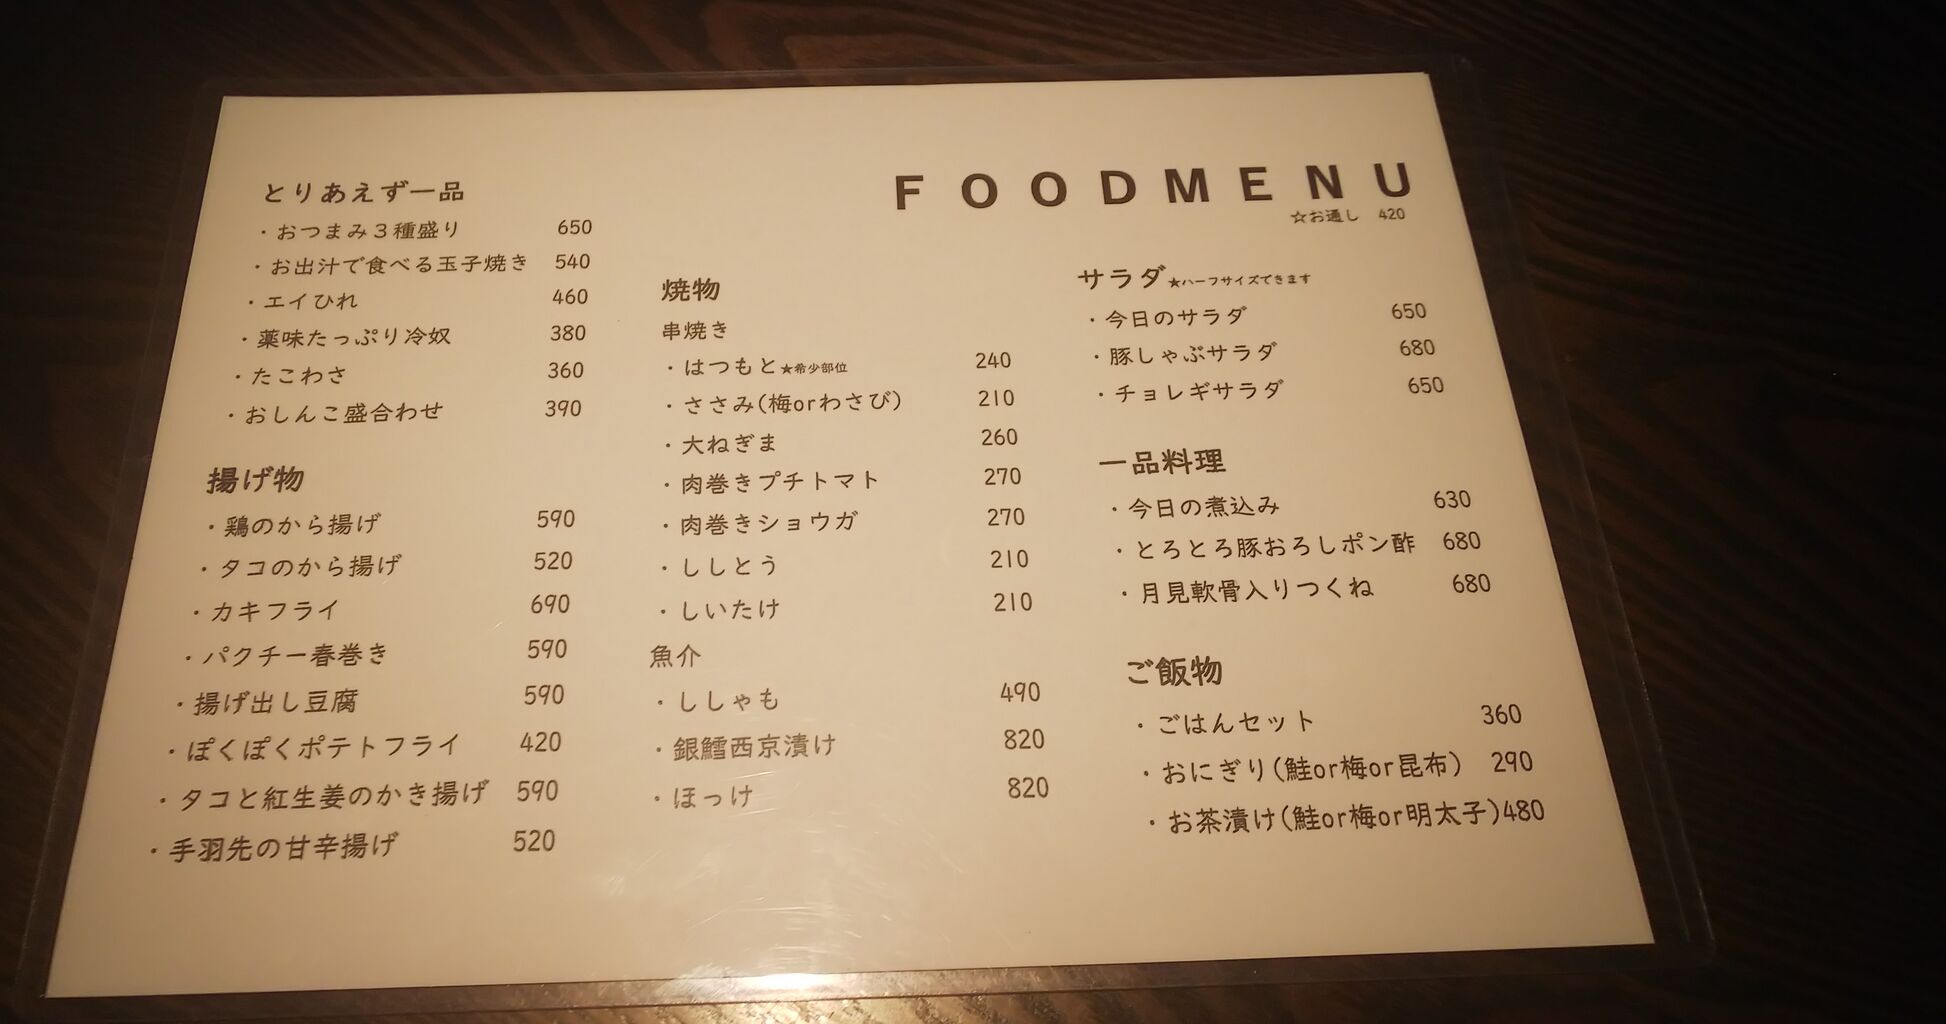 FOODMENU
☆お通し 420
とりあえず一品
・おつまみ3種盛り 650
・お出汁で食べる玉子焼き 540
・エイひれ 460
・薬味たっぷり冷奴 380
・たこわさ 360
・おしんこ盛合わせ 390
揚げ物
・鶏のから揚げ 590
・タコのから揚げ 520
・カキフライ 690
・パクチー春巻き 590
・揚げ出し豆腐 590
・ぽくぽくポテトフライ 420
・タコと紅生姜のかき揚げ 590
・手羽先の甘辛揚げ 520
焼物
串焼き
・はつもと★希少部位 240
・ささみ(梅orわさび) 210
・大ねぎま 260
・肉巻きプチトマト 270
・肉巻きショウガ 270
・ししとう 210
・しいたけ 210
魚介
・ししゃも 490
・銀鱈西京漬け 820
・ほっけ 820
サラダ★ハーフサイズできます
・今日のサラダ 650
・豚しゃぶサラダ 680
・チョレギサラダ 650
一品料理
・今日の煮込み 630
・とろとろ豚おろしポン酢 680
・月見軟骨入りつくね 680
ご飯物
・ごはんセット 360
・おにぎり(鮭or梅or昆布) 290
・お茶漬け(鮭or梅or明太子)480